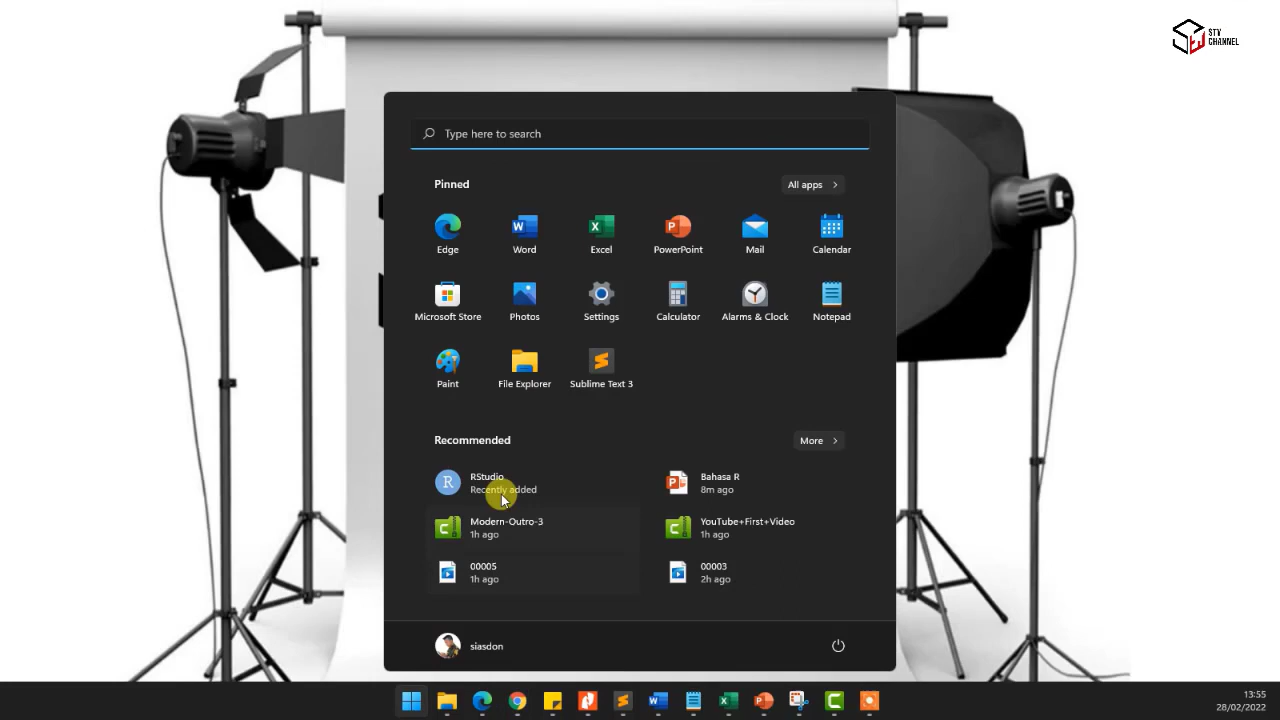 STV
CHANNEL
Type here to search
Pinned
All apps
Edge
Word
Excel
PowerPoint
Mail
Calendar
Microsoft Store
Photos
Settings
Calculator
Alarms & Clock
Notepad
Paint
File Explorer
Sublime Text 3
Recommended
More
RStudio
Recently added
Bahasa R
8m ago
Modern-Outro-3
1h ago
YouTube+First+Video
1h ago
00005
1h ago
00003
2h ago
siasdon
13:55
28/02/2022